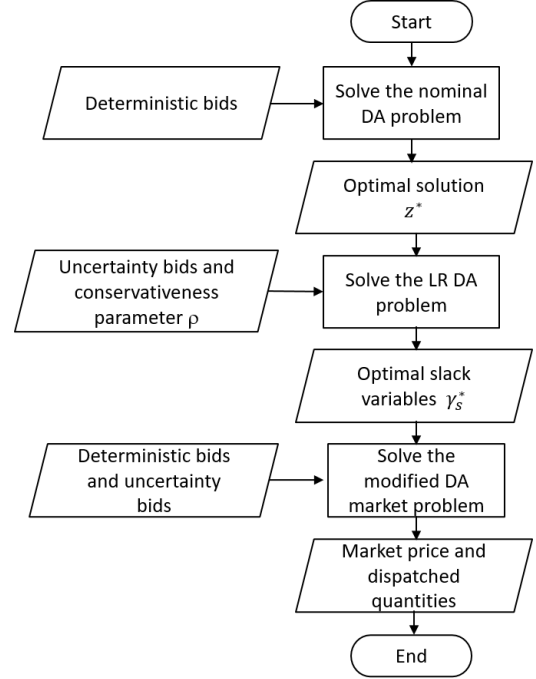 Start
Deterministic bids
Solve the nominal
DA problem
Optimal solution
z*
Uncertainty bids and
conservativeness
parameter ρ
Solve the LR DA
problem
Optimal slack
variables γₛ*
Deterministic bids
and uncertainty
bids
Solve the
modified DA
market problem
Market price and
dispatched
quantities
End